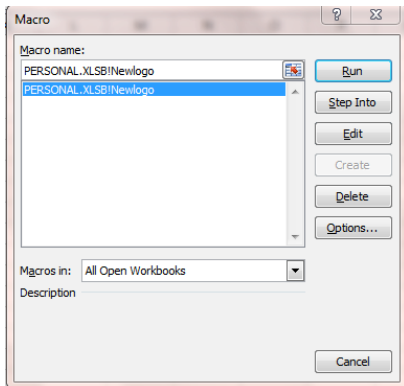 Macro
Macro name:
PERSONAL.XLSB!Newlogo
Run
PERSONAL.XLSB!Newlogo
Step Into
Edit
Create
Delete
Options...
Macros in: All Open Workbooks
Description
Cancel